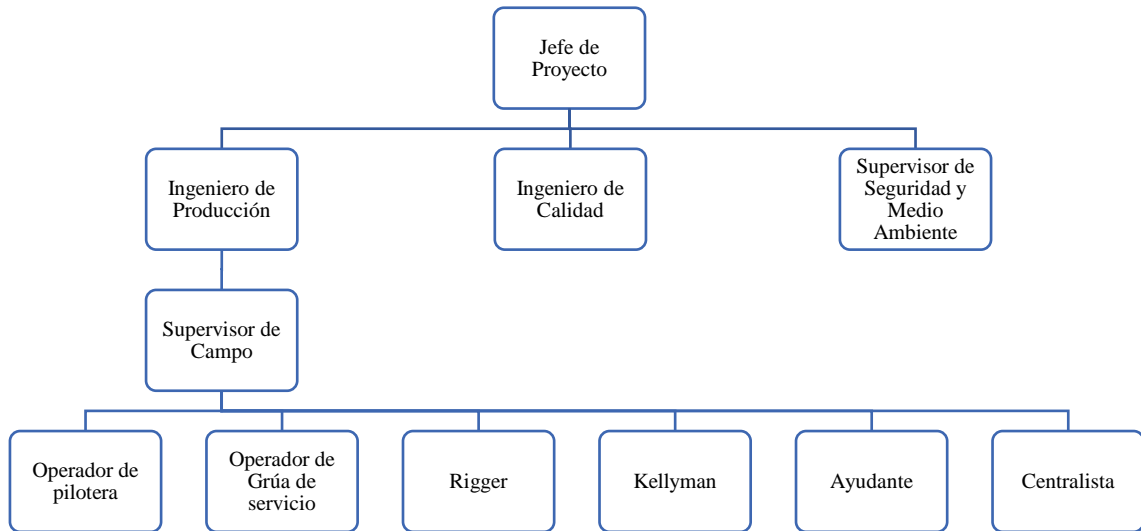 Jefe de
Proyecto
Ingeniero de
Producción
Ingeniero de
Calidad
Supervisor de
Seguridad y
Medio
Ambiente
Supervisor de
Campo
Operador de
pilotera
Operador de
Grúa de
servicio
Rigger
Kellyman
Ayudante
Centralista